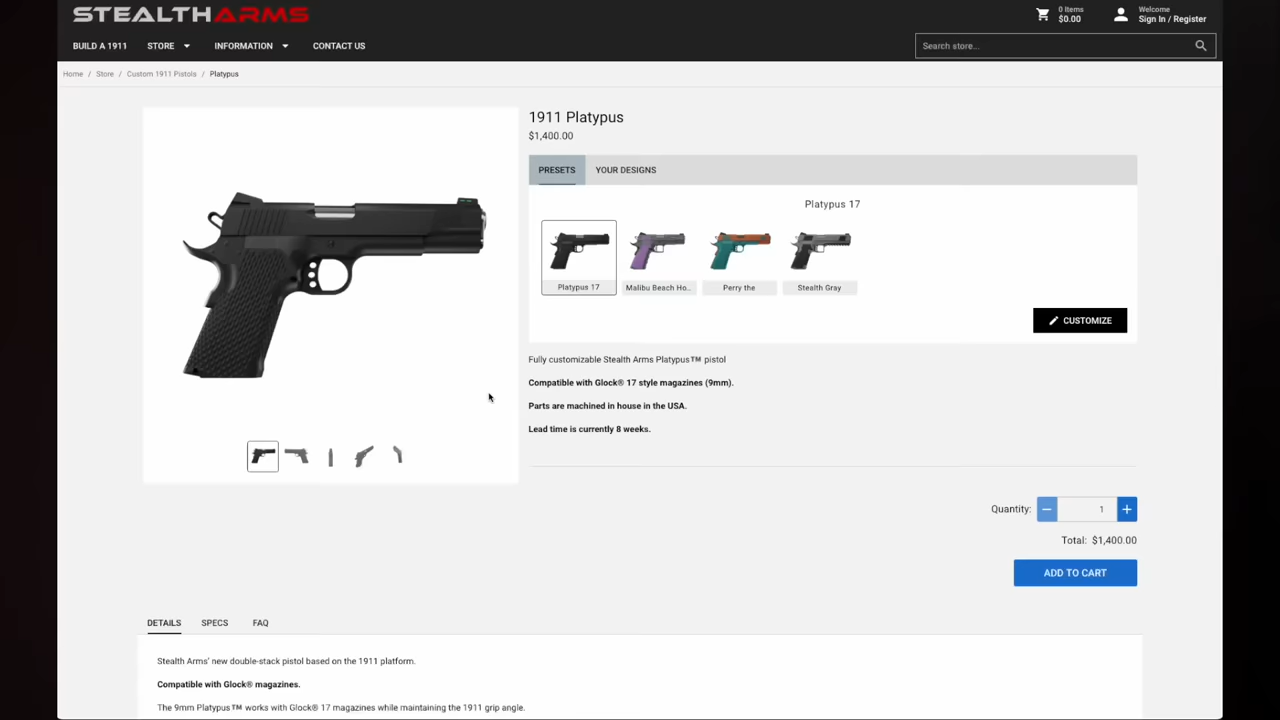 STEALTHARMS
0 Items
$0.00
Welcome
Sign In / Register
BUILD A 1911
STORE
INFORMATION
CONTACT US
Search store...
Home / Store / Custom 1911 Pistols / Platypus
1911 Platypus
$1,400.00
PRESETS
YOUR DESIGNS
Platypus 17
Platypus 17
Malibu Beach Ho..
Perry the
Stealth Gray
CUSTOMIZE
Fully customizable Stealth Arms Platypus™ pistol
Compatible with Glock® 17 style magazines (9mm).
Parts are machined in house in the USA.
Lead time is currently 8 weeks.
Quantity:
1
Total: $1,400.00
ADD TO CART
DETAILS
SPECS
FAQ
Stealth Arms' new double-stack pistol based on the 1911 platform.
Compatible with Glock® magazines.
The 9mm Platypus™ works with Glock® 17 magazines while maintaining the 1911 grip angle.